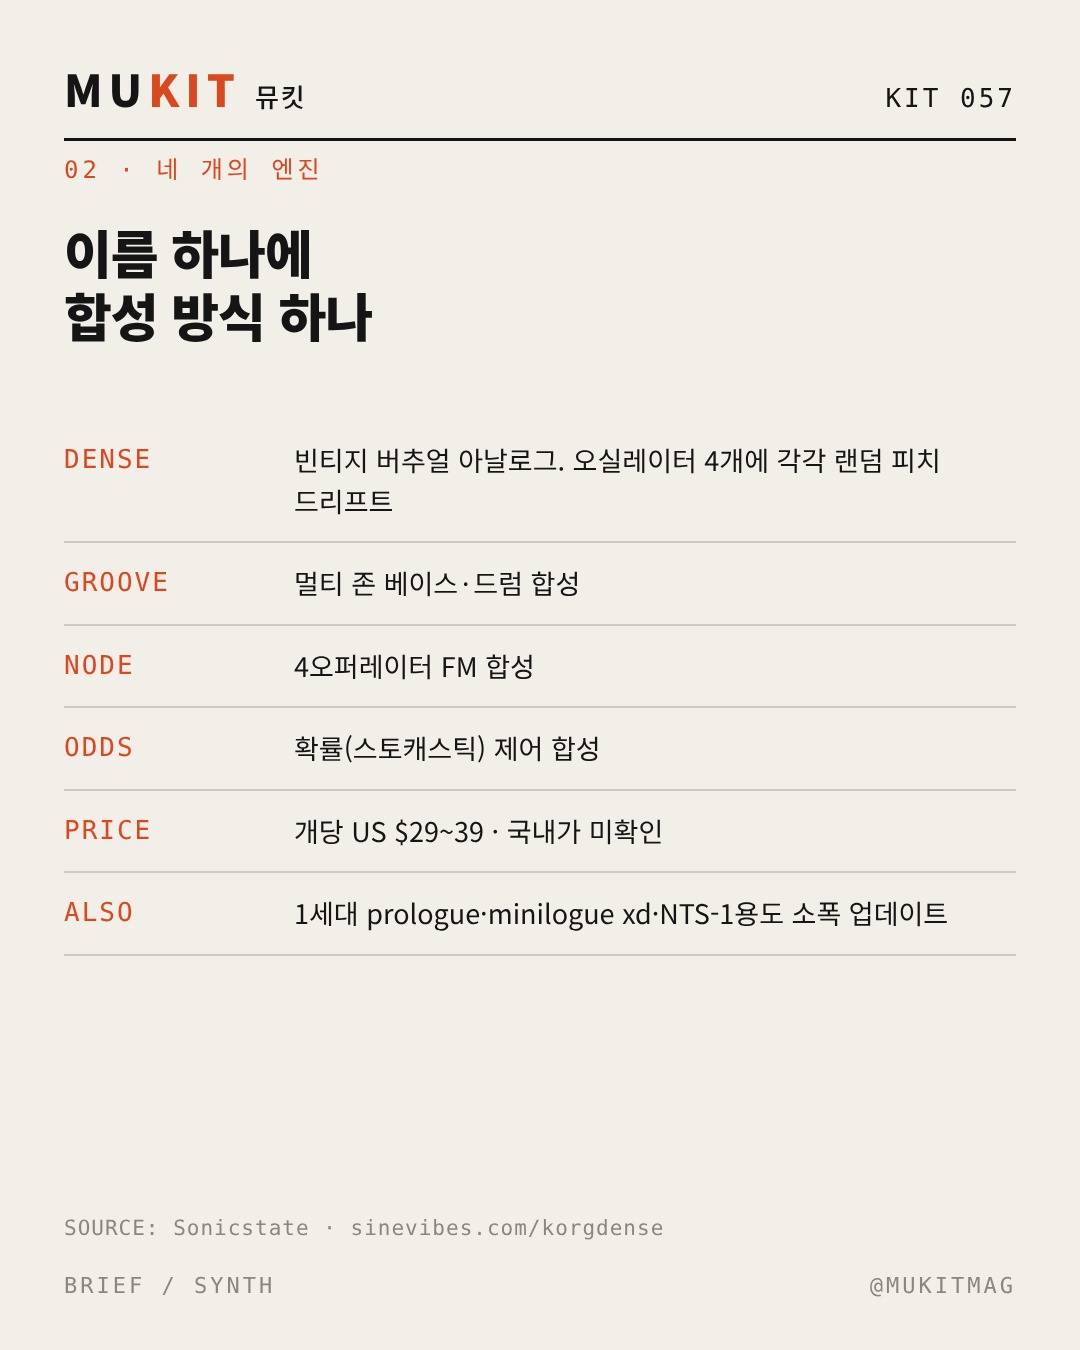 MUKIT 뮤킷
KIT 057
02 · 네 개의 엔진
이름 하나에
합성 방식 하나
DENSE 빈티지 버추얼 아날로그. 오실레이터 4개에 각각 랜덤 피치
드리프트
GROOVE 멀티 존 베이스·드럼 합성
NODE 4오퍼레이터 FM 합성
ODDS 확률(스토캐스틱) 제어 합성
PRICE 개당 US $29~39 · 국내가 미확인
ALSO 1세대 prologue·minilogue xd·NTS-1용도 소폭 업데이트
SOURCE: Sonicstate · sinevibes.com/korgdense
BRIEF / SYNTH
@MUKITMAG